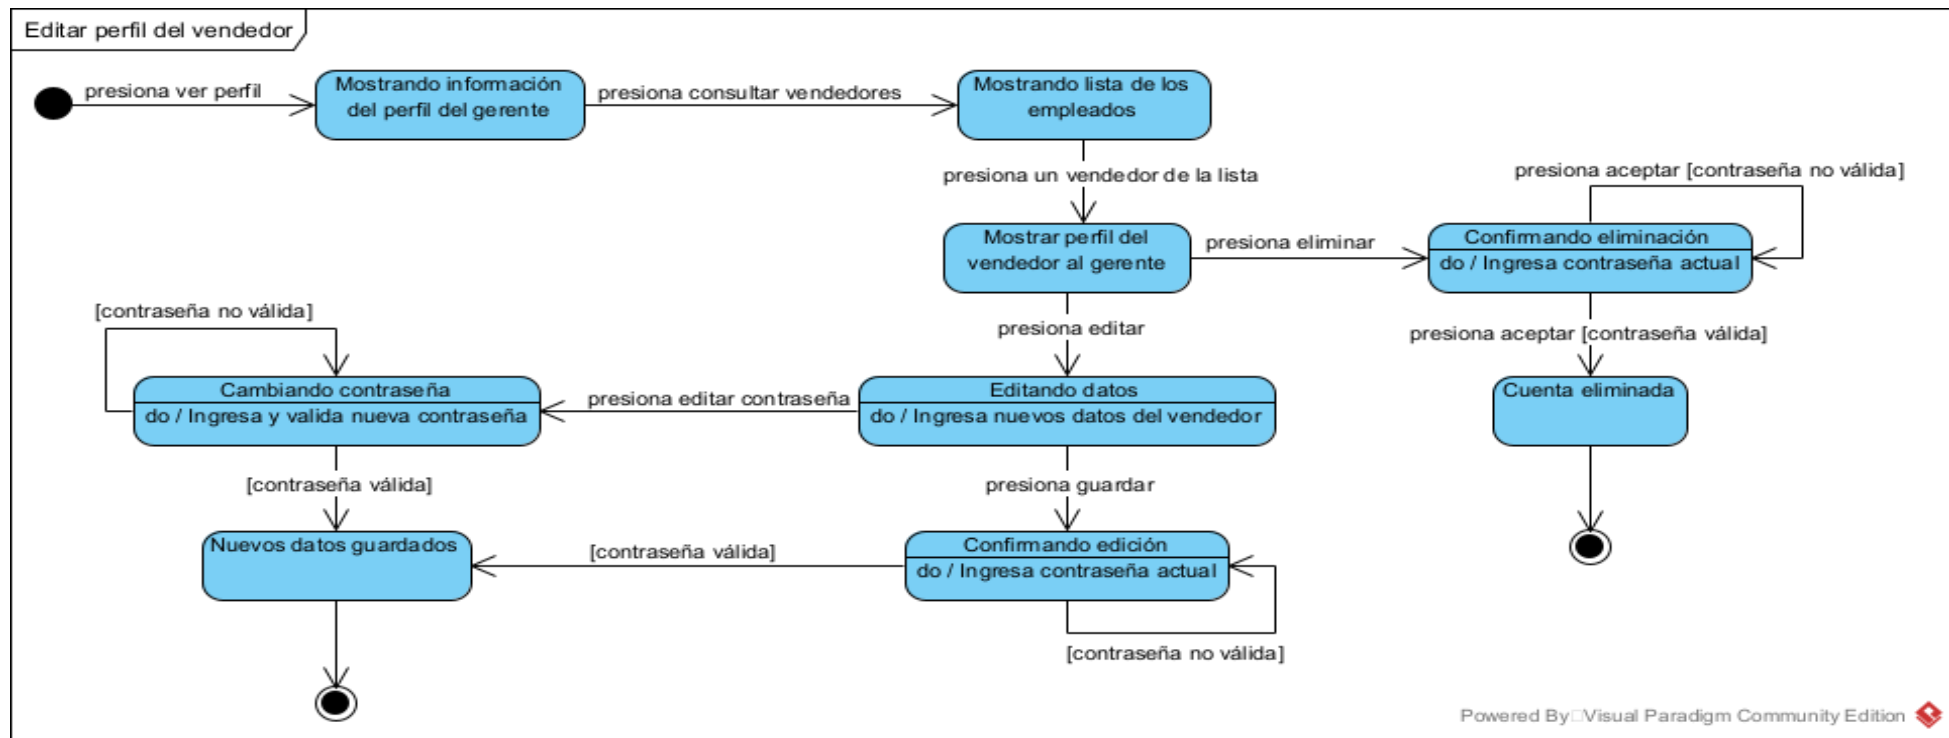 Editar perfil del vendedor
presiona ver perfil
Mostrando información
del perfil del gerente
presiona consultar vendedores
Mostrando lista de los
empleados
presiona un vendedor de la lista
presiona aceptar [contraseña no válida]
Mostrar perfil del
vendedor al gerente
presiona eliminar
Confirmando eliminación
do / Ingresa contraseña actual
[contraseña no válida]
presiona editar
presiona aceptar [contraseña válida]
Cambiando contraseña
do / Ingresa y valida nueva contraseña
presiona editar contraseña
Editando datos
do / Ingresa nuevos datos del vendedor
Cuenta eliminada
[contraseña válida]
presiona guardar
Nuevos datos guardados
[contraseña válida]
Confirmando edición
do / Ingresa contraseña actual
[contraseña no válida]
Powered By Visual Paradigm Community Edition